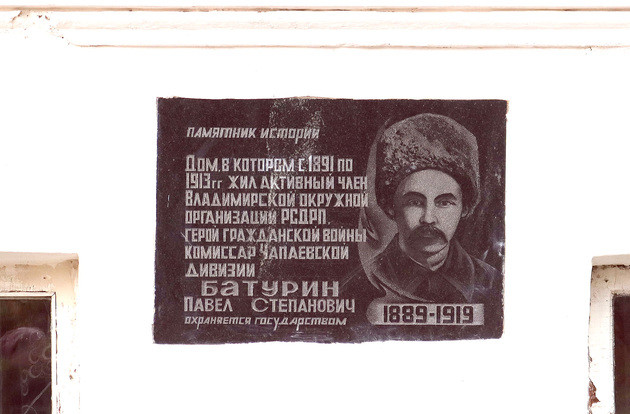 ПАМЯТНИК ИСТОРИИ
ДОМ, В КОТОРОМ С 1891 ПО
1913 гг ЖИЛ АКТИВНЫЙ ЧЛЕН
ВЛАДИМИРСКОЙ ОКРУЖНОЙ
ОРГАНИЗАЦИИ РСДРП.
ГЕРОЙ ГРАЖДАНСКОЙ ВОЙНЫ
КОМИССАР ЧАПАЕВСКОЙ
ДИВИЗИИ
БАТУРИН
ПАВЕЛ СТЕПАНОВИЧ
ОХРАНЯЕТСЯ ГОСУДАРСТВОМ
1889-1919